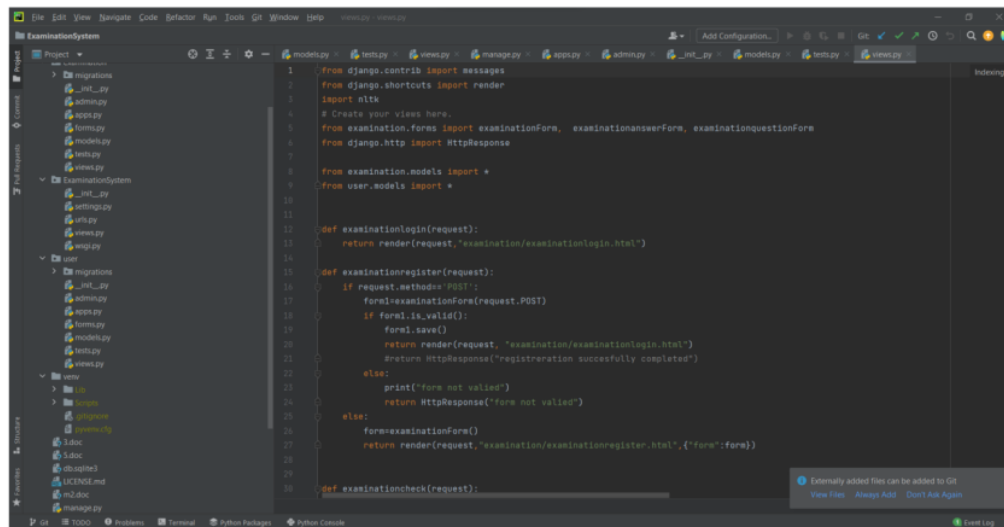 File Edit View Navigate Code Refactor Run Tools Git Window Help views.py - views.py
ExaminationSystem Add Configuration... Git:
Project models.py tests.py views.py manage.py apps.py admin.py __init__.py models.py tests.py views.py
Project
Commit
Pull Requests
Structure
Favorites
migrations
__init__.py
admin.py
apps.py
forms.py
models.py
tests.py
views.py
ExaminationSystem
__init__.py
settings.py
urls.py
views.py
wsgi.py
user
migrations
__init__.py
admin.py
apps.py
forms.py
models.py
tests.py
views.py
venv
Lib
Scripts
.gitignore
pyvenv.cfg
3.doc
5.doc
db.sqlite3
LICENSE.md
m2.doc
manage.py
Indexing
1 from django.contrib import messages
2 from django.shortcuts import render
3 import nltk
4 # Create your views here.
5 from examination.forms import examinationForm, examinationanswerForm, examinationquestionForm
6 from django.http import HttpResponse
7
8 from examination.models import *
9 from user.models import *
10
11
12 def examinationlogin(request):
13 return render(request,"examination/examinationlogin.html")
14
15 def examinationregister(request):
16 if request.method=='POST':
17 form1=examinationForm(request.POST)
18 if form1.is_valid():
19 form1.save()
20 return render(request, "examination/examinationlogin.html")
21 #return HttpResponse("registreration succesfully completed")
22 else:
23 print("form not valied")
24 return HttpResponse("form not valied")
25 else:
26 form=examinationForm()
27 return render(request,"examination/examinationregister.html",{"form":form})
28
29
30 def examinationcheck(request):
Externally added files can be added to Git
View Files Always Add Don't Ask Again
Git TODO Problems Terminal Python Packages Python Console Event Log